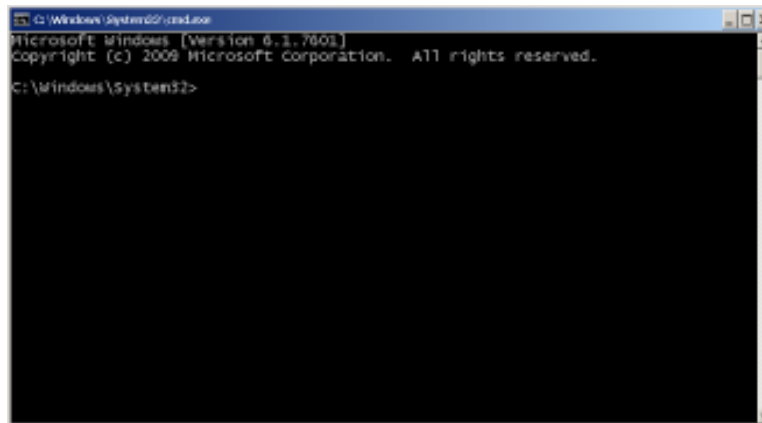 C:\Windows\System32\cmd.exe
Microsoft Windows [Version 6.1.7601]
Copyright (c) 2009 Microsoft Corporation.  All rights reserved.
C:\Windows\System32>